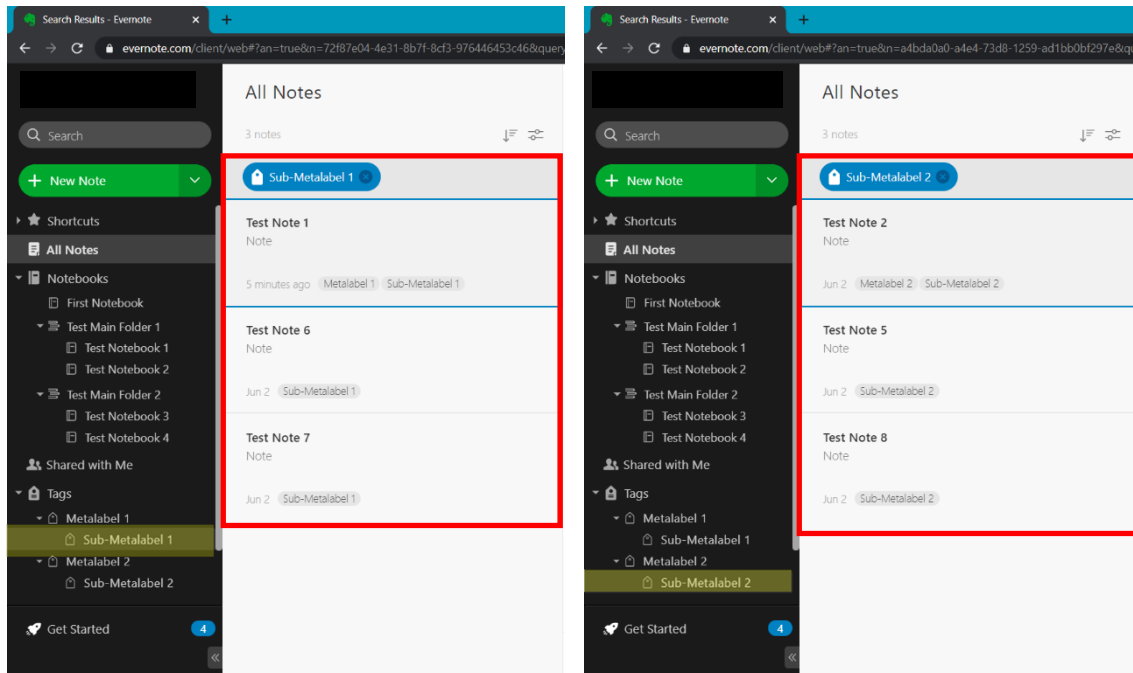 Search Results - Evernote
evernote.com/client/web#?an=true&n=72f87e04-4e31-8b7f-8cf3-976446453c46&query
Search
New Note
Shortcuts
All Notes
Notebooks
First Notebook
Test Main Folder 1
Test Notebook 1
Test Notebook 2
Test Main Folder 2
Test Notebook 3
Test Notebook 4
Shared with Me
Tags
Metalabel 1
Sub-Metalabel 1
Metalabel 2
Sub-Metalabel 2
Get Started 4
All Notes
3 notes
Sub-Metalabel 1
Test Note 1
Note
5 minutes ago Metalabel 1 Sub-Metalabel 1
Test Note 6
Note
Jun 2 Sub-Metalabel 1
Test Note 7
Note
Jun 2 Sub-Metalabel 1
Search Results - Evernote
evernote.com/client/web#?an=true&n=a4bda0a0-a4e4-73d8-1259-ad1bb0bf297e&qu
Search
New Note
Shortcuts
All Notes
Notebooks
First Notebook
Test Main Folder 1
Test Notebook 1
Test Notebook 2
Test Main Folder 2
Test Notebook 3
Test Notebook 4
Shared with Me
Tags
Metalabel 1
Sub-Metalabel 1
Metalabel 2
Sub-Metalabel 2
Get Started 4
All Notes
3 notes
Sub-Metalabel 2
Test Note 2
Note
Jun 2 Metalabel 2 Sub-Metalabel 2
Test Note 5
Note
Jun 2 Sub-Metalabel 2
Test Note 8
Note
Jun 2 Sub-Metalabel 2